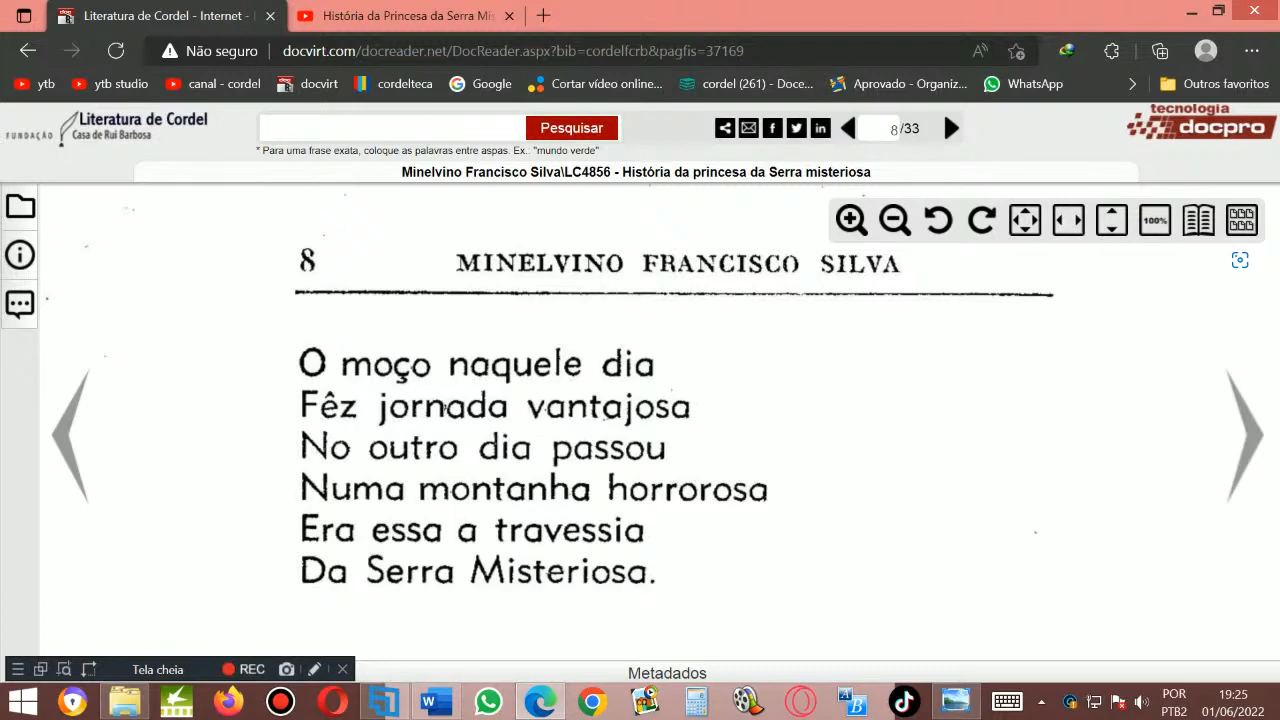 Literatura de Cordel - Internet -
História da Princesa da Serra Mis
Não seguro
docvirt.com/docreader.net/DocReader.aspx?bib=cordelfcrb&pagfis=37169
ytb
ytb studio
canal - cordel
docvirt
cordelteca
Google
Cortar vídeo online...
cordel (261) - Doce...
Aprovado - Organiz...
WhatsApp
Outros favoritos
FUNDAÇÃO
Literatura de Cordel
Casa de Rui Barbosa
Pesquisar
* Para uma frase exata, coloque as palavras entre aspas. Ex.: "mundo verde"
8 /33
tecnologia
docpro
Minelvino Francisco Silva\LC4856 - História da princesa da Serra misteriosa
100%
8 MINELVINO FRANCISCO SILVA
O moço naquele dia
Fêz jornada vantajosa
No outro dia passou
Numa montanha horrorosa
Era essa a travessia
Da Serra Misteriosa.
Tela cheia
REC
Metadados
POR
PTB2
19:25
01/06/2022